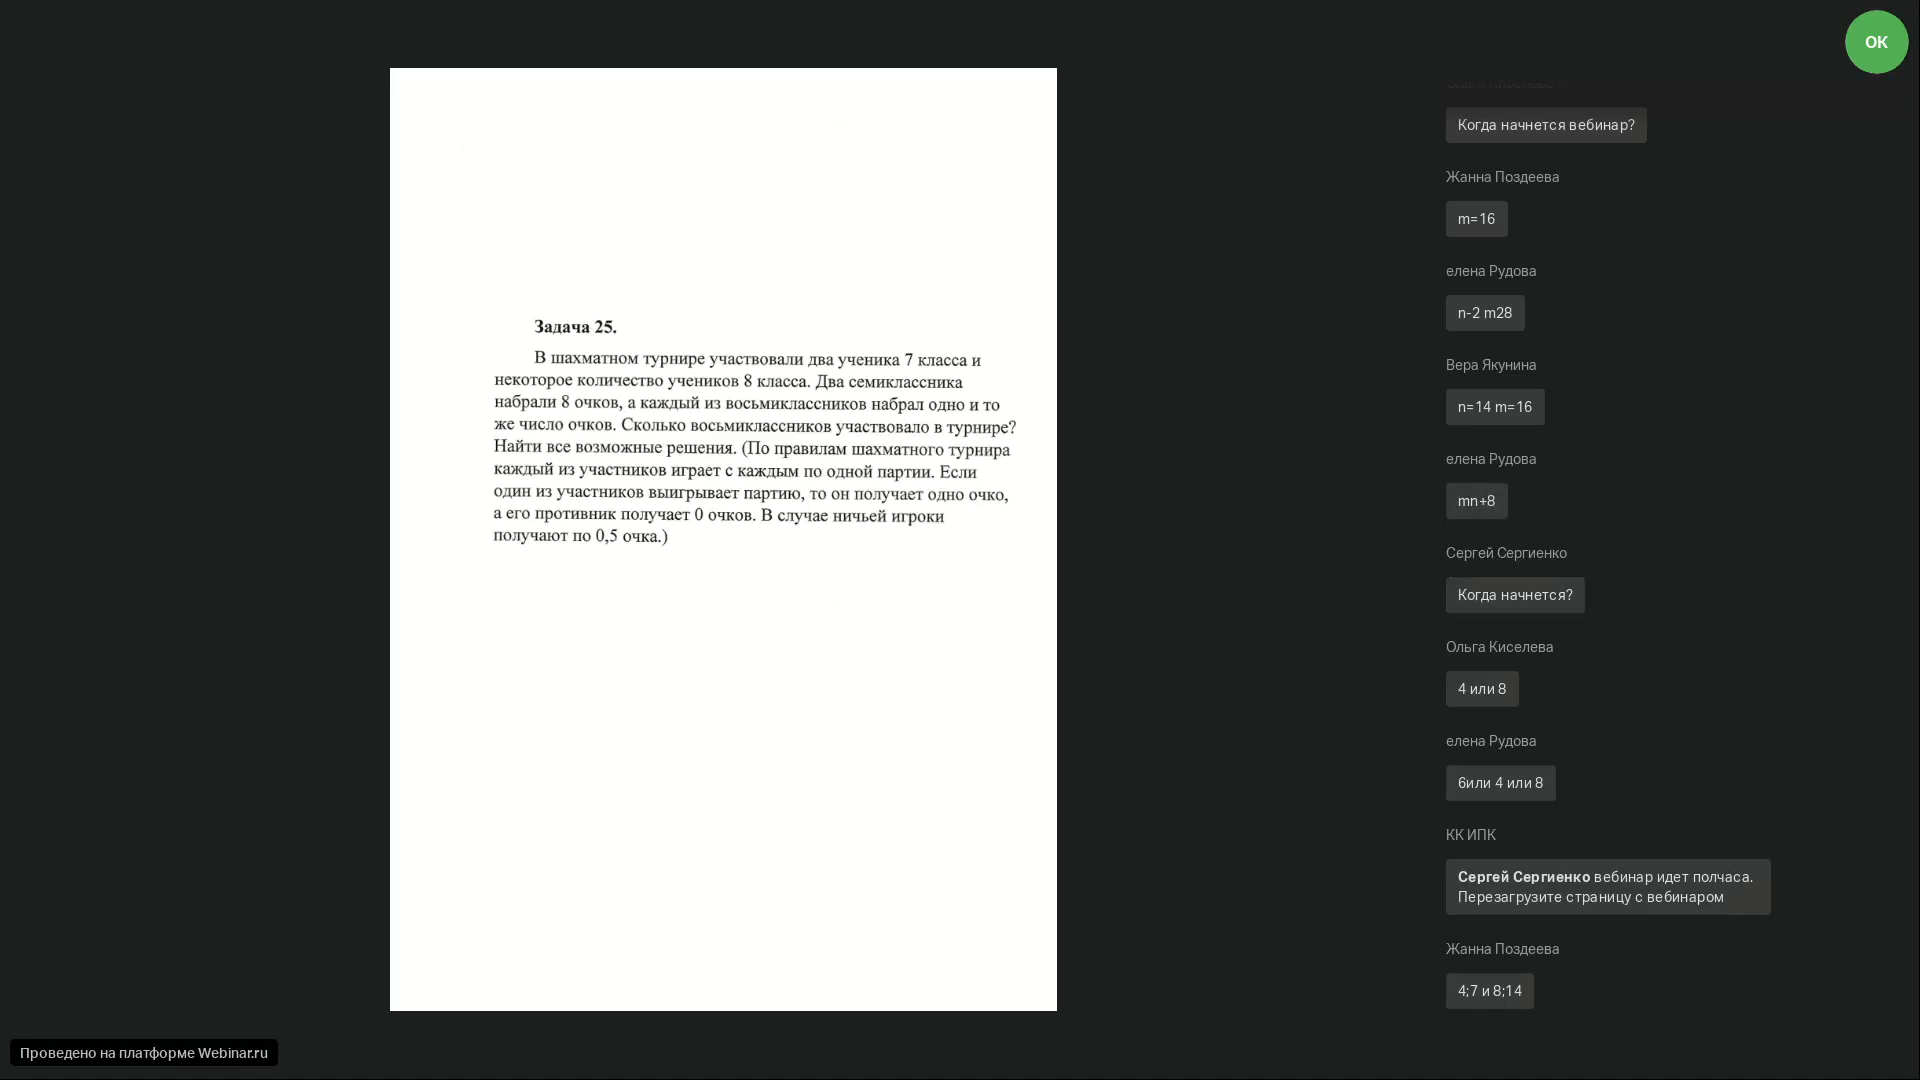 ОК
Когда начнется вебинар?
Жанна Поздеева
m=16
елена Рудова
n-2 m28
Вера Якунина
n=14 m=16
елена Рудова
mn+8
Сергей Сергиенко
Когда начнется?
Ольга Киселева
4 или 8
елена Рудова
6или 4 или 8
КК ИПК
Сергей Сергиенко вебинар идет полчаса.
Перезагрузите страницу с вебинаром
Жанна Поздеева
4;7 и 8;14
Задача 25.
В шахматном турнире участвовали два ученика 7 класса и
некоторое количество учеников 8 класса. Два семиклассника
набрали 8 очков, а каждый из восьмиклассников набрал одно и то
же число очков. Сколько восьмиклассников участвовало в турнире?
Найти все возможные решения. (По правилам шахматного турнира
каждый из участников играет с каждым по одной партии. Если
один из участников выигрывает партию, то он получает одно очко,
а его противник получает 0 очков. В случае ничьей игроки
получают по 0,5 очка.)
Проведено на платформе Webinar.ru